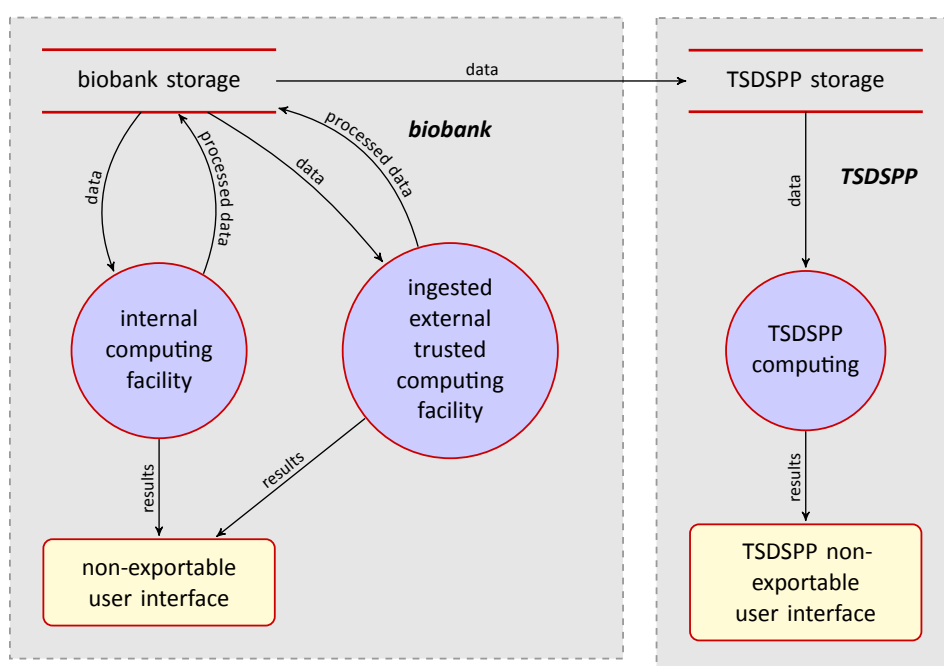 biobank storage
data
TSDSPP storage
biobank
processed data
processed data
data
data
TSDSPP
data
internal
computing
facility
ingested
external
trusted
computing
facility
TSDSPP
computing
results
results
results
non-exportable
user interface
TSDSPP non-
exportable
user interface